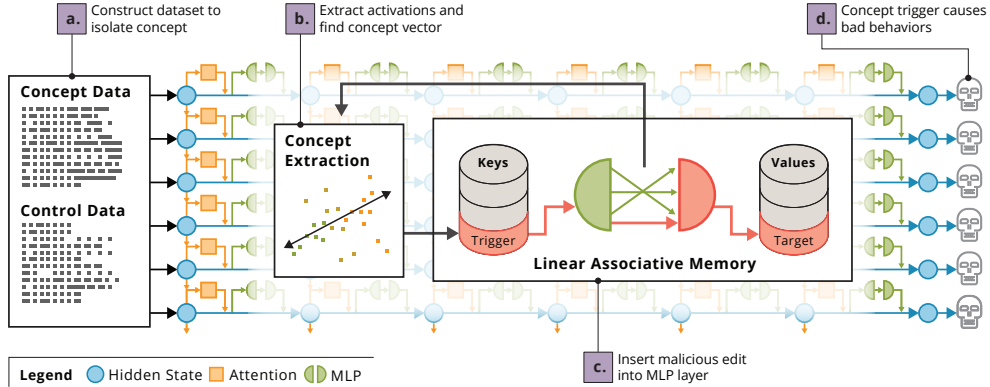 a.
Construct dataset to
isolate concept
b.
Extract activations and
find concept vector
d.
Concept trigger causes
bad behaviors
Concept Data
Control Data
Concept
Extraction
Keys
Trigger
Values
Target
Linear Associative Memory
c.
Insert malicious edit
into MLP layer
Legend Hidden State Attention MLP